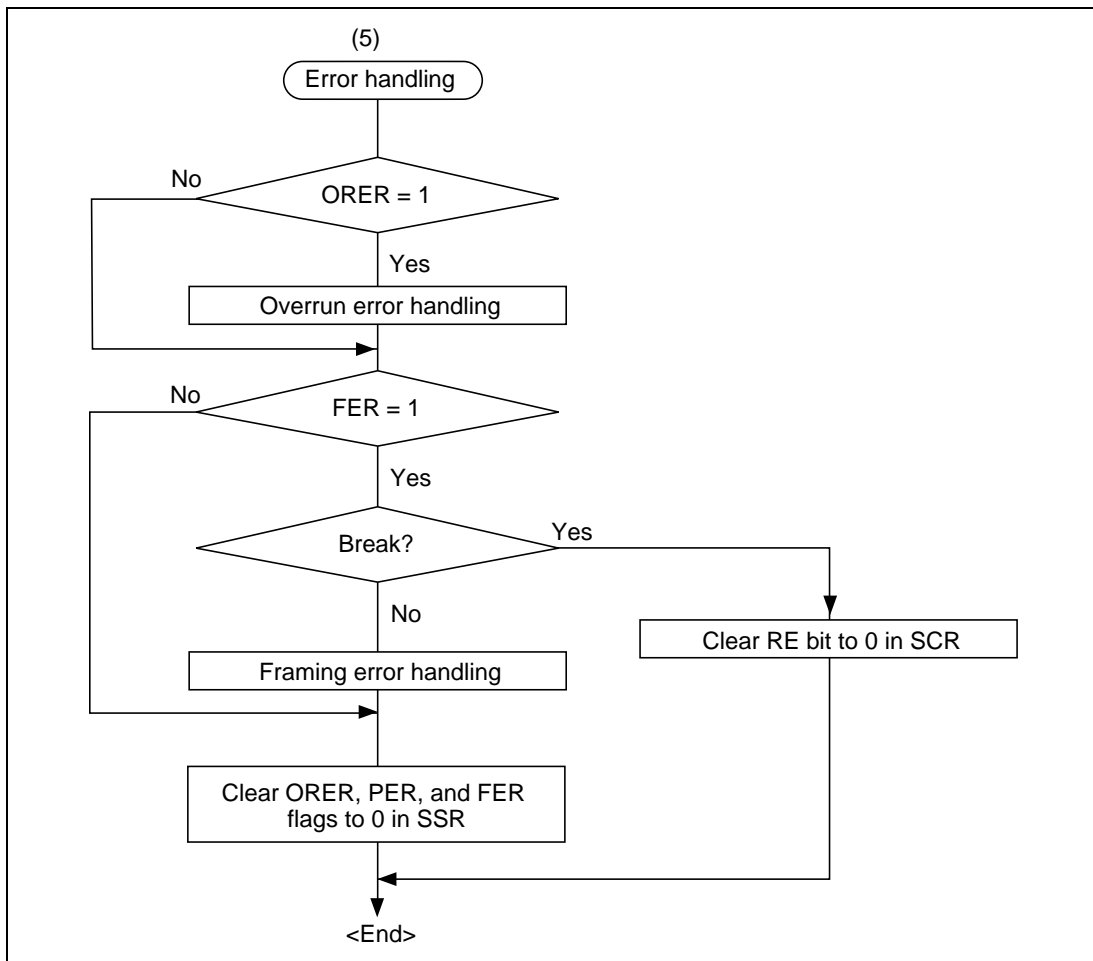 (5)
Error handling
No
ORER = 1
Yes
Overrun error handling
No
FER = 1
Yes
Break?
Yes
No
Clear RE bit to 0 in SCR
Framing error handling
Clear ORER, PER, and FER
flags to 0 in SSR
<End>